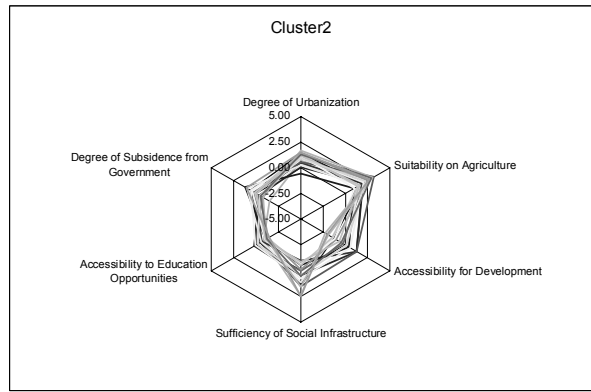 Cluster2
Degree of Urbanization
5.00
2.50
0.00
-2.50
-5.00
Suitability on Agriculture
Accessibility for Development
Sufficiency of Social Infrastructure
Accessibility to Education
Opportunities
Degree of Subsidence from
Government